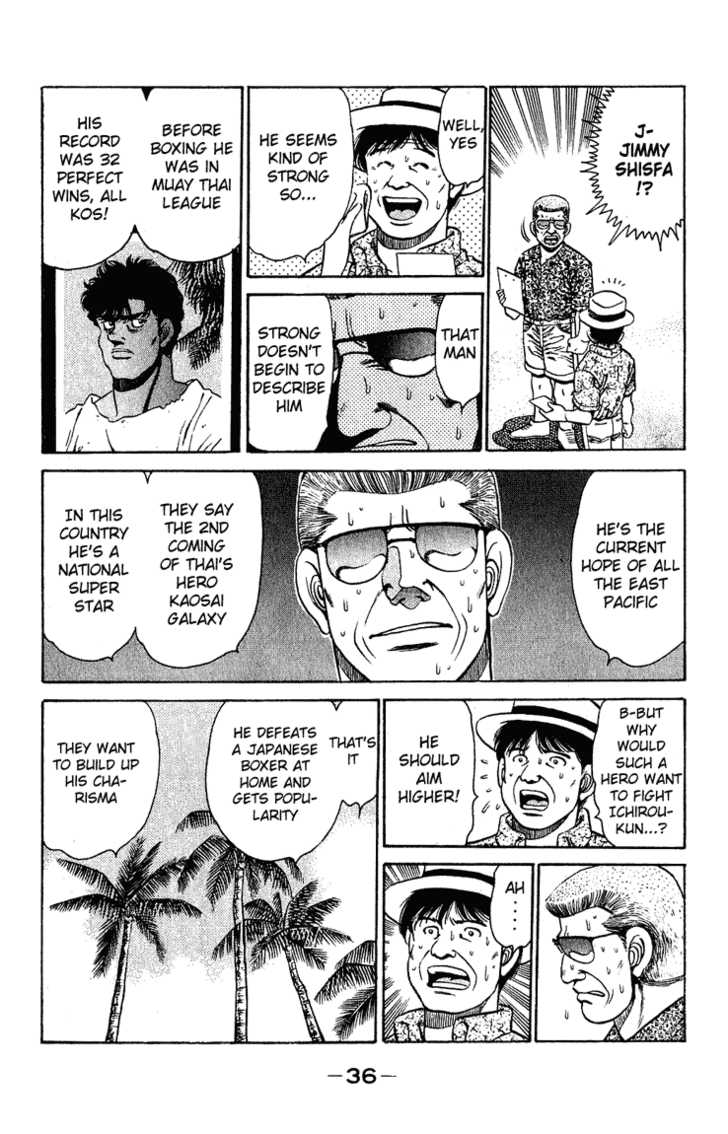 J-
JIMMY
SHISFA
!?
WELL,
YES
HE SEEMS
KIND OF
STRONG
SO...
THAT
MAN
STRONG
DOESN'T
BEGIN TO
DESCRIBE
HIM
BEFORE
BOXING HE
WAS IN
MUAY THAI
LEAGUE
HIS
RECORD
WAS 32
PERFECT
WINS, ALL
KOS!
HE'S THE
CURRENT
HOPE OF ALL
THE EAST
PACIFIC
THEY SAY
THE 2ND
COMING
OF THAI'S
HERO
KAOSAI
GALAXY
IN THIS
COUNTRY
HE'S A
NATIONAL
SUPER
STAR
B-BUT
WHY
WOULD
SUCH A
HERO WANT
TO FIGHT
ICHIROU-
KUN...?
HE
SHOULD
AIM
HIGHER!
AH
....
THAT'S
IT
HE DEFEATS
A JAPANESE
BOXER AT
HOME AND
GETS POPU-
LARITY
THEY WANT
TO BUILD UP
HIS CHA-
RISMA
—36—